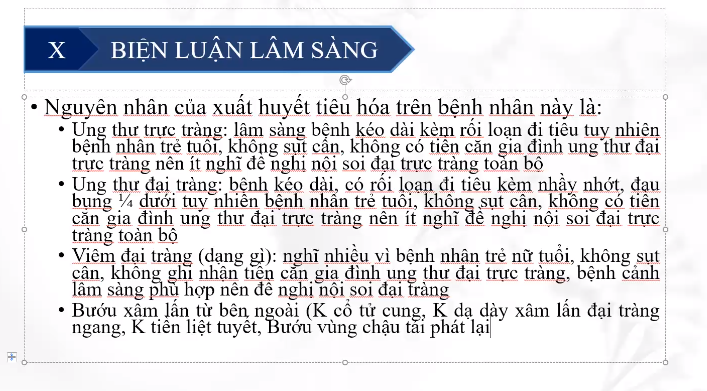 X BIỆN LUẬN LÂM SÀNG
• Nguyên nhân của xuất huyết tiêu hóa trên bệnh nhân này là:
• Ung thư trực tràng: lâm sàng bệnh kéo dài kèm rối loạn đi tiêu tuy nhiên
bệnh nhân trẻ tuổi, không sụt cân, không có tiền căn gia đình ung thư đại
trực tràng nên ít nghĩ đề nghị nội soi đại trực tràng toàn bộ
• Ung thư đại tràng: bệnh kéo dài, có rối loạn đi tiêu kèm nhầy nhớt, đau
bụng ¼ dưới tuy nhiên bệnh nhân trẻ tuổi, không sụt cân, không có tiền
căn gia đình ung thư đại trực tràng nên ít nghĩ đề nghị nội soi đại trực
tràng toàn bộ
• Viêm đại tràng (dạng gì): nghĩ nhiều vì bệnh nhân trẻ nữ tuổi, không sụt
cân, không ghi nhận tiền căn gia đình ung thư đại trực tràng, bệnh cảnh
lâm sàng phù hợp nên đề nghị nội soi đại tràng
• Bướu xâm lấn từ bên ngoài (K cổ tử cung, K dạ dày xâm lấn đại tràng
ngang, K tiền liệt tuyết, Bướu vùng chậu tái phát lại